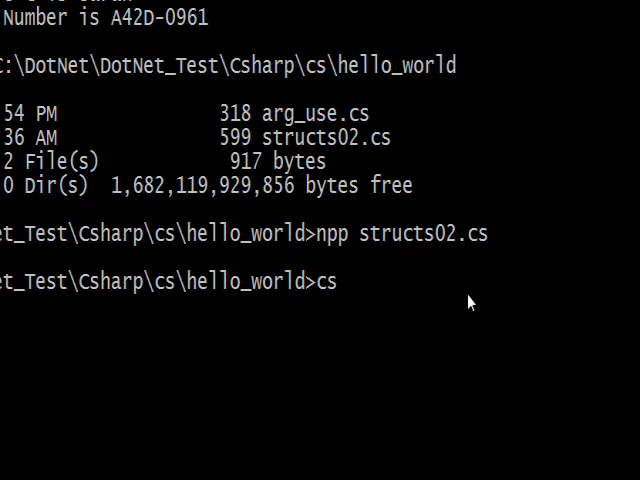 Number is A42D-0961
C:\DotNet\DotNet_Test\Csharp\cs\hello_world
54 PM 318 arg_use.cs
36 AM 599 structs02.cs
2 File(s) 917 bytes
0 Dir(s) 1,682,119,929,856 bytes free
et_Test\Csharp\cs\hello_world>npp structs02.cs
et_Test\Csharp\cs\hello_world>cs